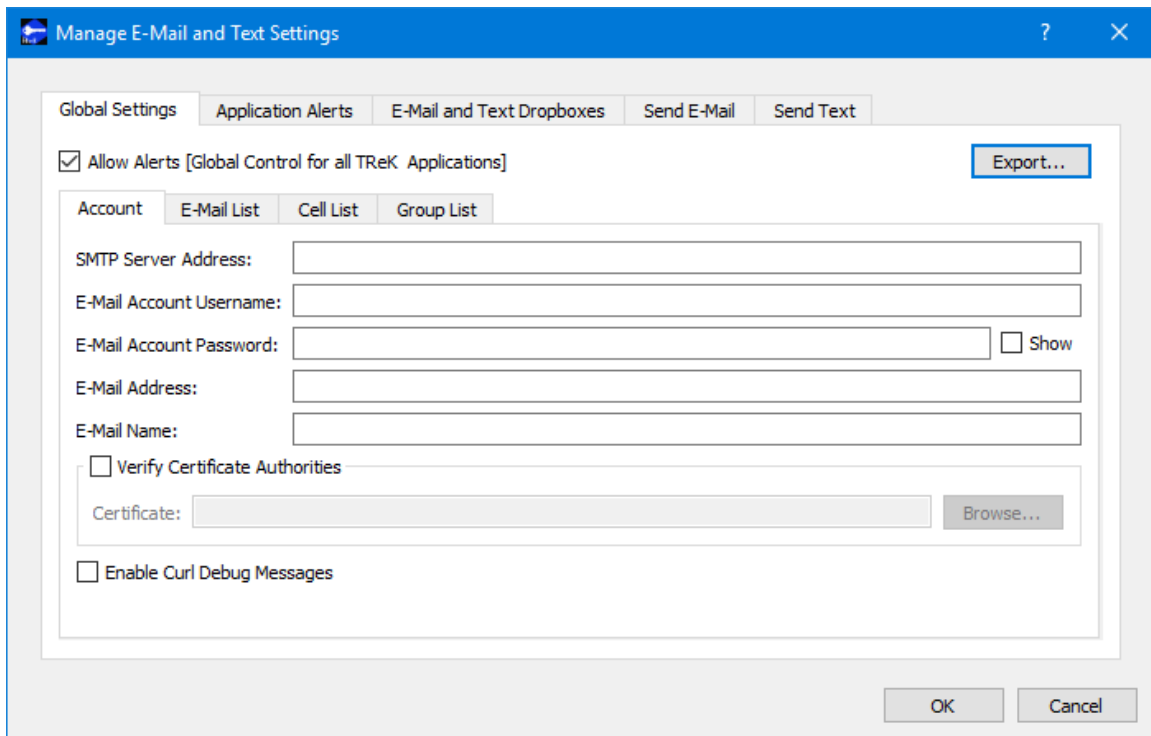 Manage E-Mail and Text Settings ?
Global Settings Application Alerts E-Mail and Text Dropboxes Send E-Mail Send Text
Allow Alerts [Global Control for all TReK Applications] Export...
Account E-Mail List Cell List Group List
SMTP Server Address:
E-Mail Account Username:
E-Mail Account Password: Show
E-Mail Address:
E-Mail Name:
Verify Certificate Authorities
Certificate: Browse...
Enable Curl Debug Messages
OK Cancel